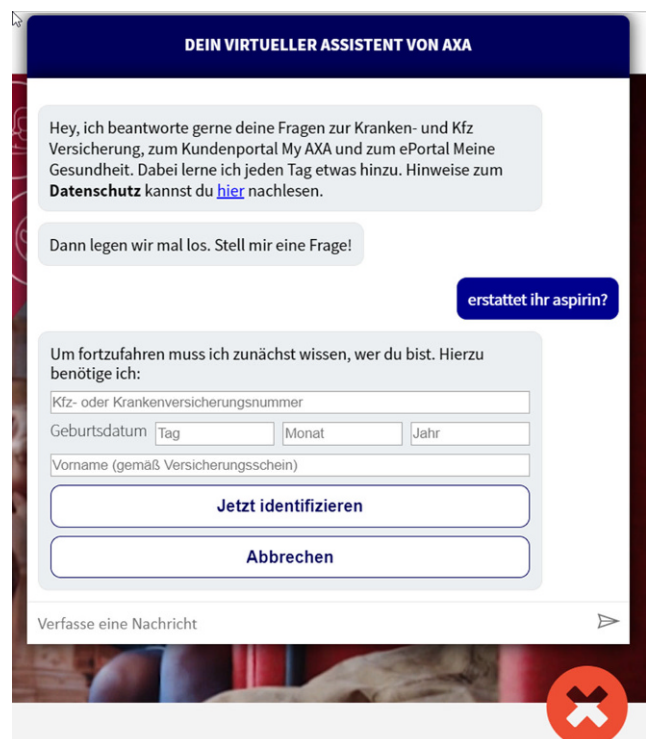 DEIN VIRTUELLER ASSISTENT VON AXA
Hey, ich beantworte gerne deine Fragen zur Kranken- und Kfz
Versicherung, zum Kundenportal My AXA und zum ePortal Meine
Gesundheit. Dabei lerne ich jeden Tag etwas hinzu. Hinweise zum
Datenschutz kannst du hier nachlesen.
Dann legen wir mal los. Stell mir eine Frage!
erstattet ihr aspirin?
Um fortzufahren muss ich zunächst wissen, wer du bist. Hierzu
benötige ich:
Kfz- oder Krankenversicherungsnummer
Geburtsdatum Tag Monat Jahr
Vorname (gemäß Versicherungsschein)
Jetzt identifizieren
Abbrechen
Verfasse eine Nachricht